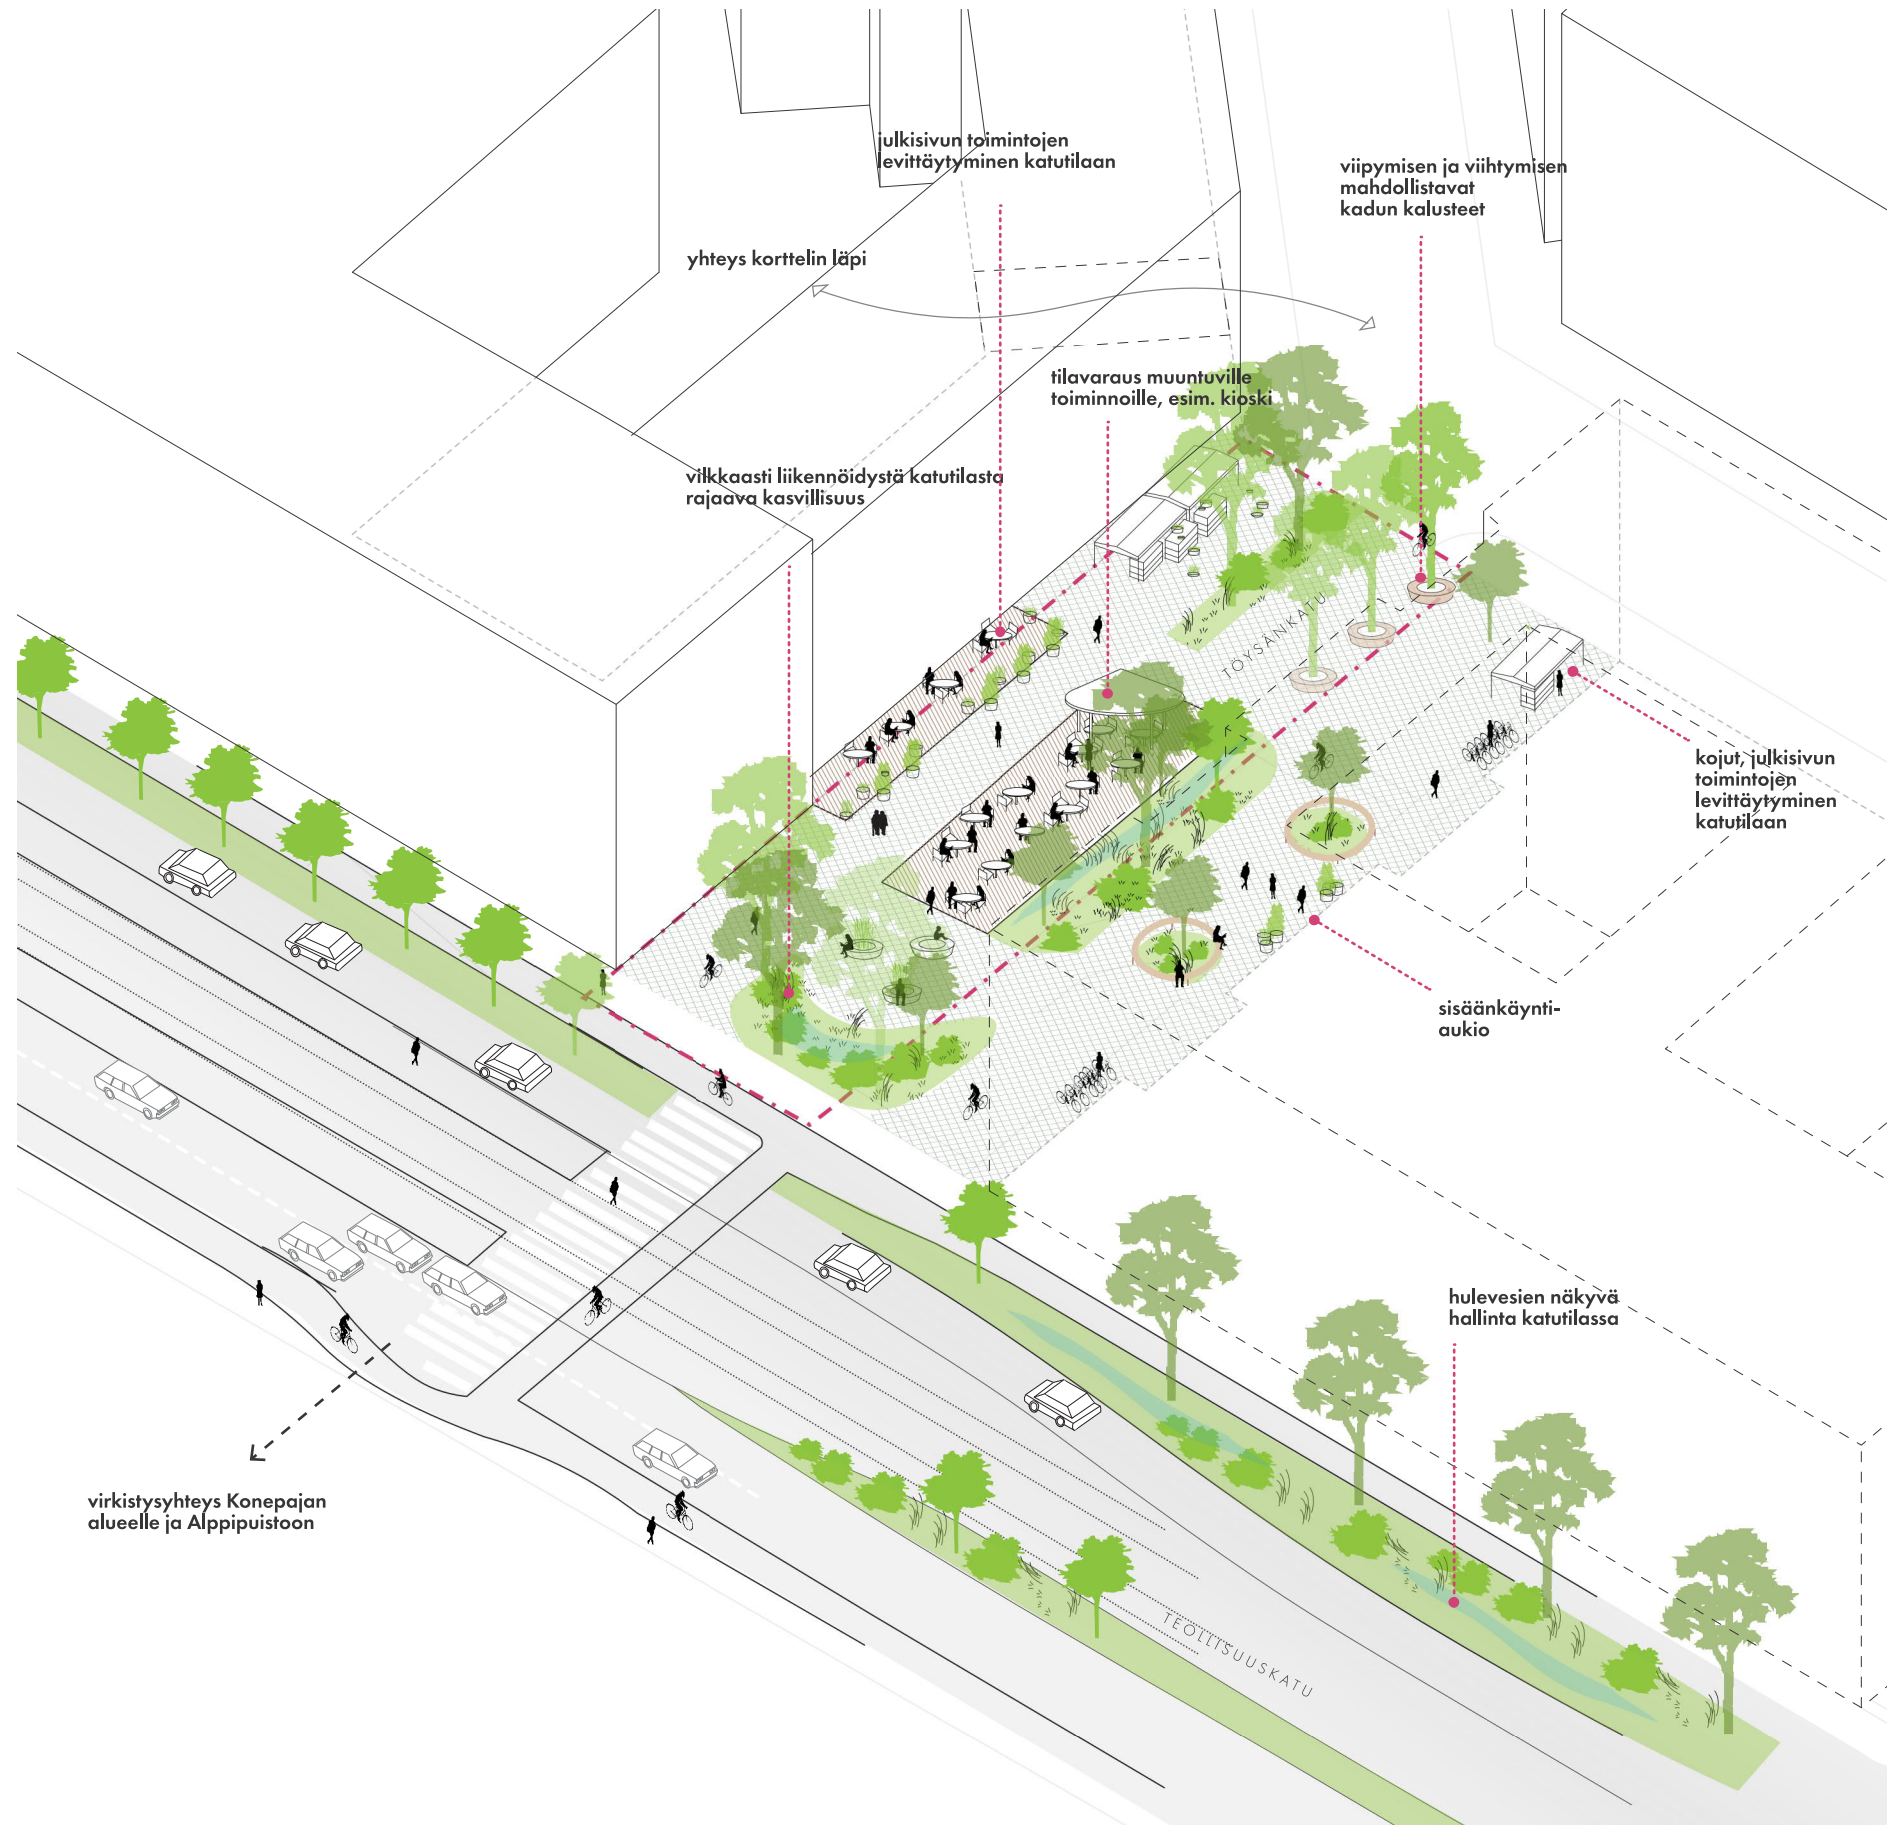 julkisivun toimintojen
levittäytyminen katutilaan
viipymisen ja viihtymisen
mahdollistavat
kadun kalusteet
yhteys korttelin läpi
tilavaraus muuntuville
toiminnoille, esim. kioski
vilkkaasti liikennöidystä katutilasta
rajaava kasvillisuus
TÖYSÄNKATU
kojut, julkisivun
toimintojen
levittäytyminen
katutilaan
sisäänkäynti-
aukio
hulevesien näkyvä
hallinta katutilassa
virkistysyhteys Konepajan
alueelle ja Alppipuistoon
TEOLLISUUSKATU